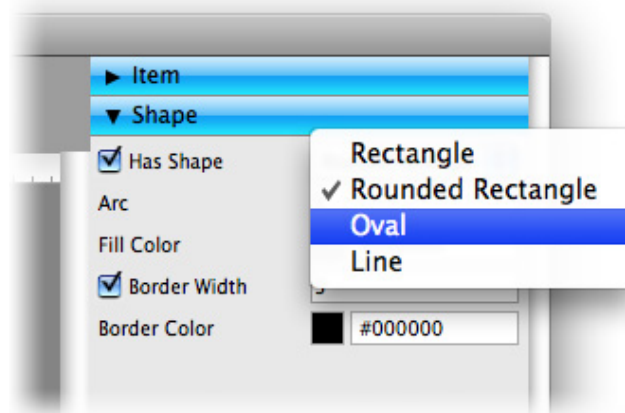 Item
Shape
Has Shape
Rectangle
Rounded Rectangle
Arc
Oval
Fill Color
Line
Border Width
Border Color
#000000